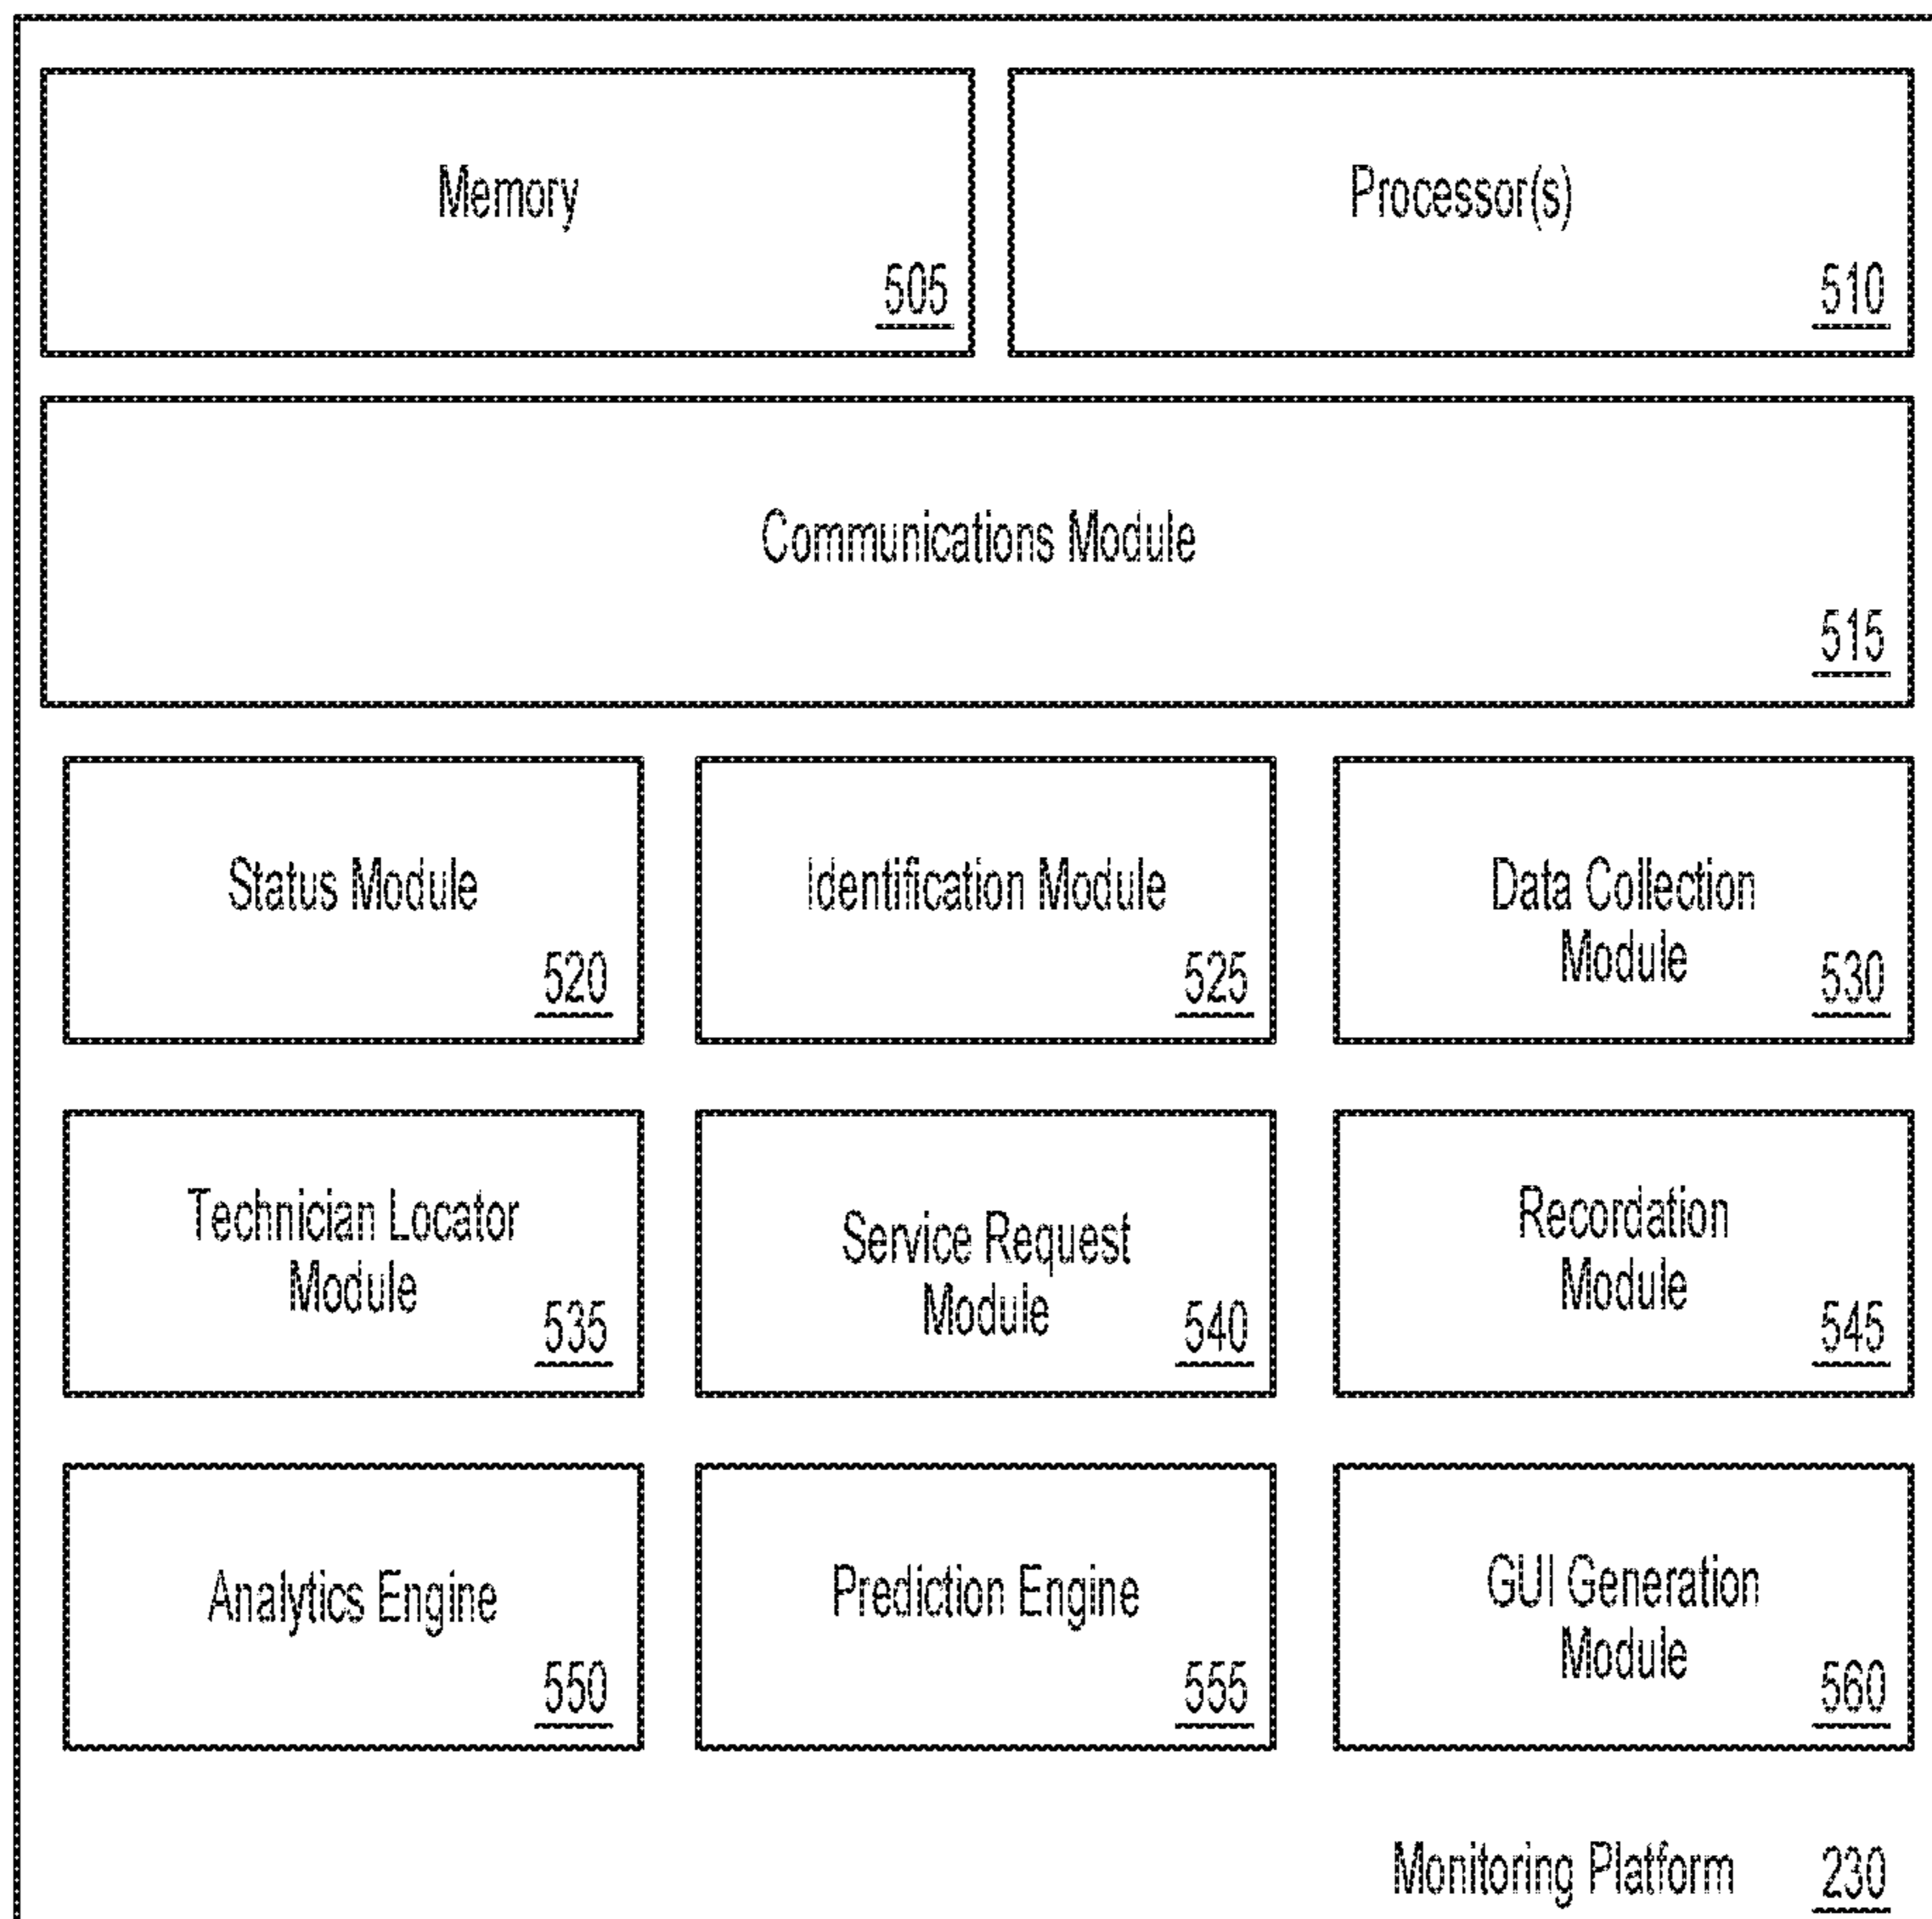 Memory
505
Processor(s)
510
Communications Module
515
Status Module
520
Identification Module
525
Data Collection
Module
530
Technician Locator
Module
535
Service Request
Module
540
Recordation
Module
545
Analytics Engine
550
Prediction Engine
555
GUI Generation
Module
560
Monitoring Platform 230